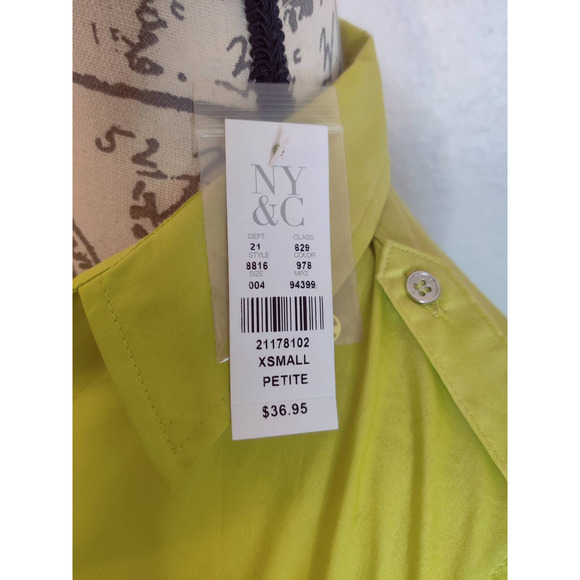 NY
&C
DEPT CLASS
21 629
STYLE COLOR
8816 978
SIZE MFG
004 94399
21178102
XSMALL
PETITE
$36.95